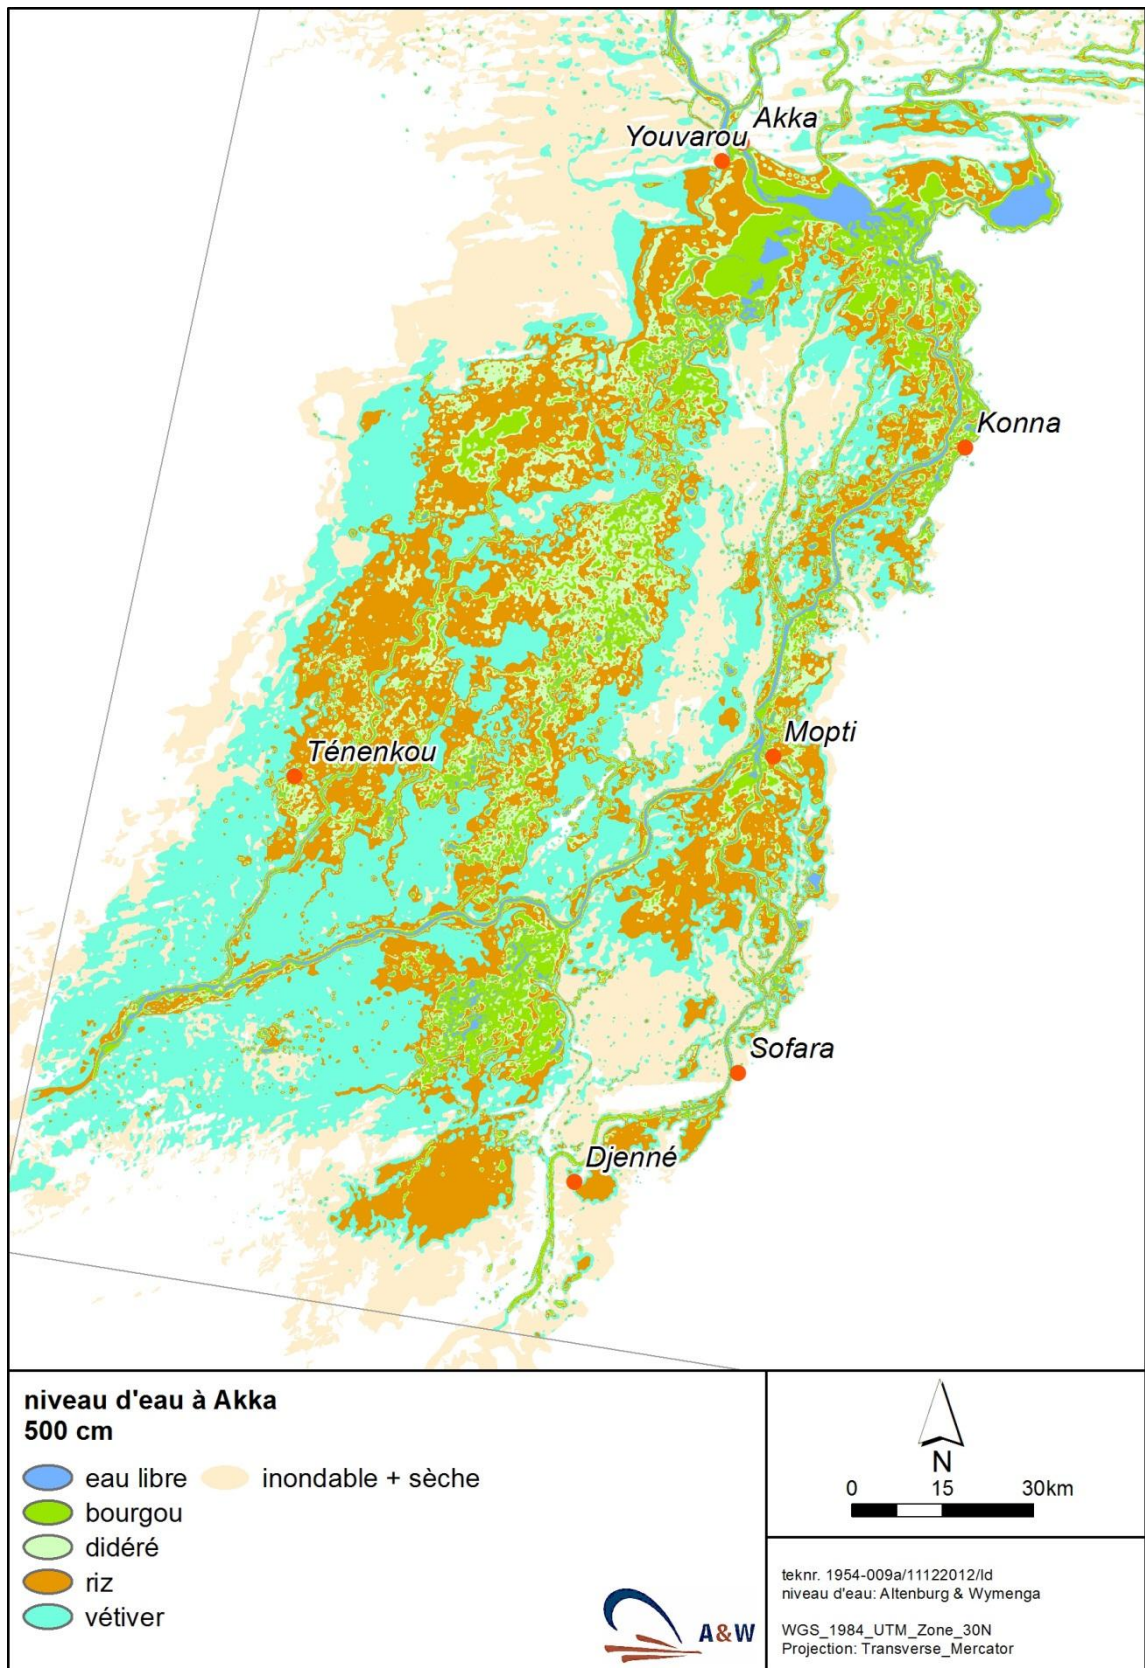 Akka
Youvarou
Konna
Mopti
Ténenkou
Sofara
Djenné
niveau d'eau à Akka
500 cm
eau libre
inondable + sèche
bourgou
didéré
riz
vétiver
N
0 15 30km
A&W
teknr. 1954-009a/11122012/ld
niveau d'eau: Altenburg & Wymenga
WGS_1984_UTM_Zone_30N
Projection: Transverse_Mercator